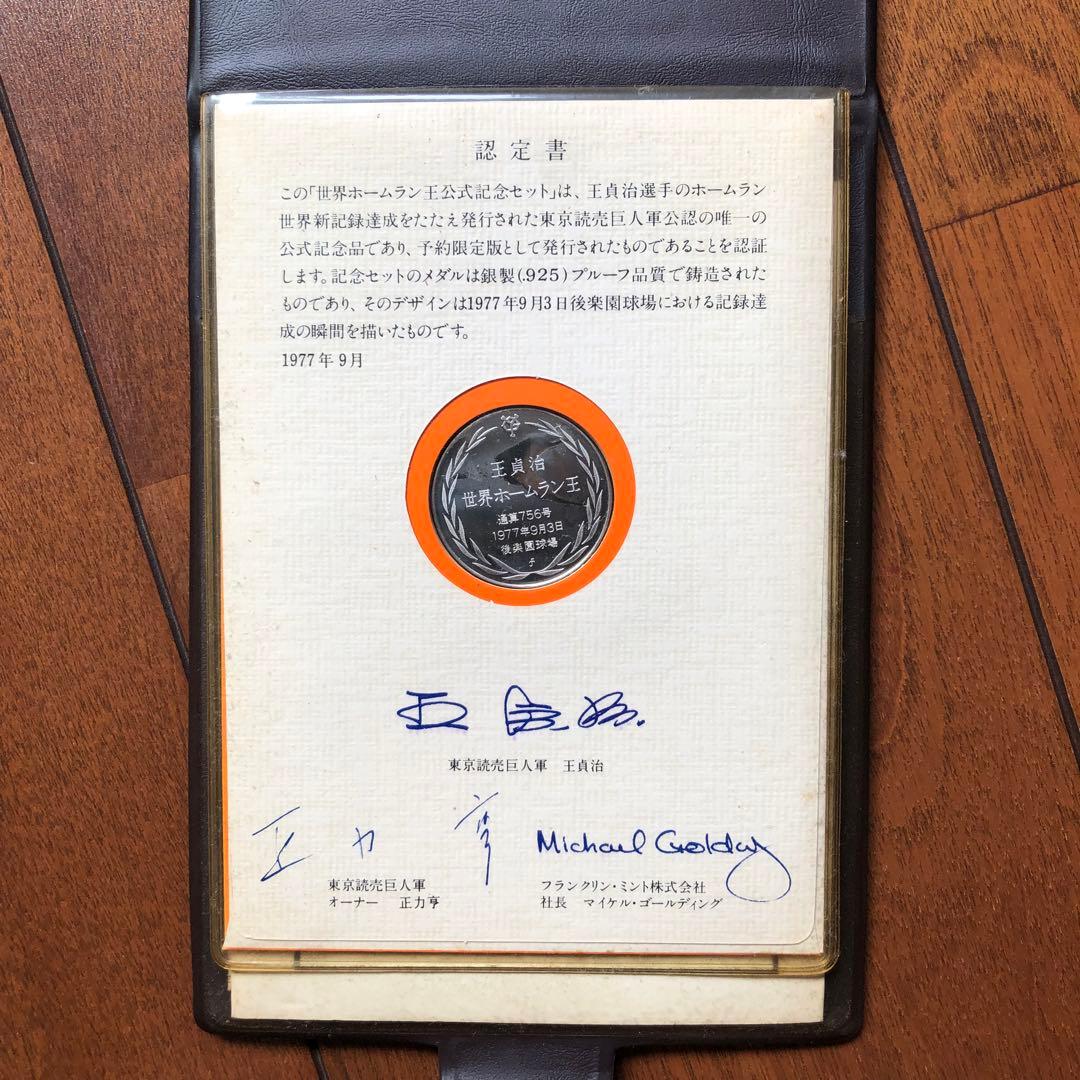 認定書
この「世界ホームラン王公式記念セット」は、王貞治選手のホームラン
世界新記録達成をたたえ発行された東京読売巨人軍公認の唯一の
公式記念品であり、予約限定版として発行されたものであることを認証
します。記念セットのメダルは銀製(.925)プルーフ品質で鋳造された
ものであり、そのデザインは1977年9月3日後楽園球場における記録達
成の瞬間を描いたものです。
1977年9月
王貞治
世界ホームラン王
通算756号
1977年9月3日
後楽園球場
王貞治
東京読売巨人軍 王貞治
正力亨
Michael Golding
東京読売巨人軍
オーナー 正力亨
フランクリン・ミント株式会社
社長 マイケル・ゴールディング